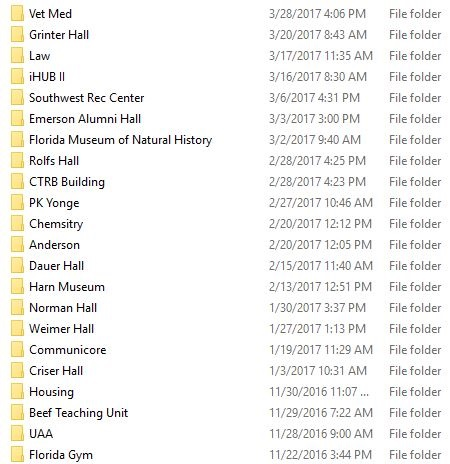 Vet Med 3/28/2017 4:06 PM File folder
Grinter Hall 3/20/2017 8:43 AM File folder
Law 3/17/2017 11:35 AM File folder
iHUB II 3/16/2017 8:30 AM File folder
Southwest Rec Center 3/6/2017 4:31 PM File folder
Emerson Alumni Hall 3/3/2017 3:00 PM File folder
Florida Museum of Natural History 3/2/2017 9:40 AM File folder
Rolfs Hall 2/28/2017 4:25 PM File folder
CTRB Building 2/28/2017 4:23 PM File folder
PK Yonge 2/27/2017 10:46 AM File folder
Chemsitry 2/20/2017 12:12 PM File folder
Anderson 2/20/2017 12:05 PM File folder
Dauer Hall 2/15/2017 11:40 AM File folder
Harn Museum 2/13/2017 12:51 PM File folder
Norman Hall 1/30/2017 3:37 PM File folder
Weimer Hall 1/27/2017 1:13 PM File folder
Communicore 1/19/2017 11:29 AM File folder
Criser Hall 1/3/2017 10:31 AM File folder
Housing 11/30/2016 11:07 ... File folder
Beef Teaching Unit 11/29/2016 7:22 AM File folder
UAA 11/28/2016 9:00 AM File folder
Florida Gym 11/22/2016 3:44 PM File folder